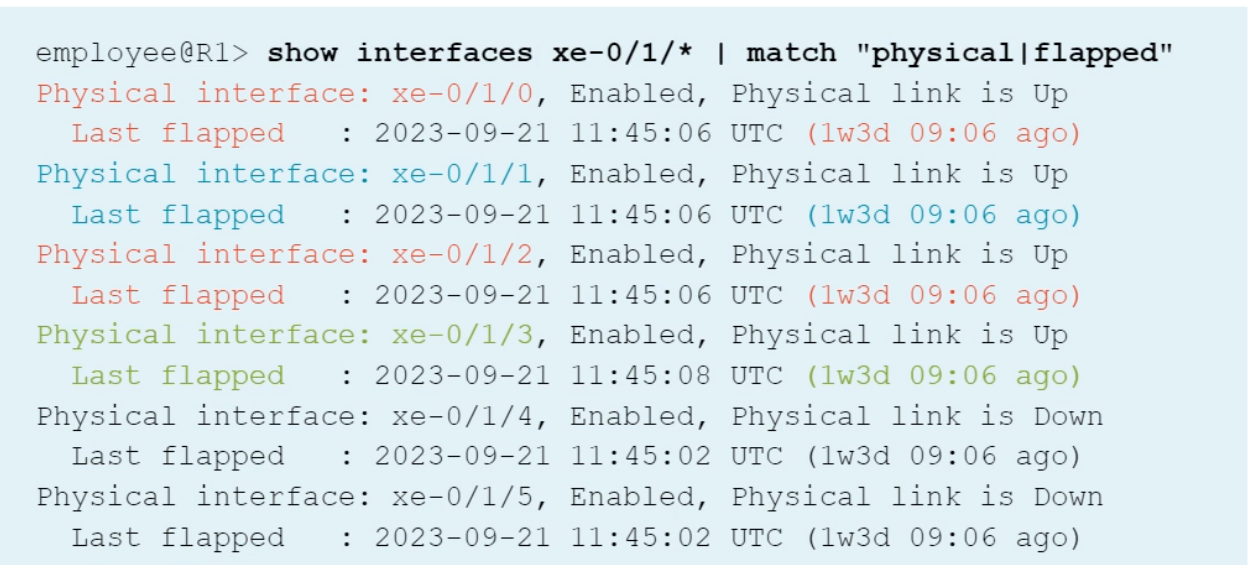 employee@R1> show interfaces xe-0/1/* | match "physical|flapped"
Physical interface: xe-0/1/0, Enabled, Physical link is Up
  Last flapped   : 2023-09-21 11:45:06 UTC (1w3d 09:06 ago)
Physical interface: xe-0/1/1, Enabled, Physical link is Up
  Last flapped   : 2023-09-21 11:45:06 UTC (1w3d 09:06 ago)
Physical interface: xe-0/1/2, Enabled, Physical link is Up
  Last flapped   : 2023-09-21 11:45:06 UTC (1w3d 09:06 ago)
Physical interface: xe-0/1/3, Enabled, Physical link is Up
  Last flapped   : 2023-09-21 11:45:08 UTC (1w3d 09:06 ago)
Physical interface: xe-0/1/4, Enabled, Physical link is Down
  Last flapped   : 2023-09-21 11:45:02 UTC (1w3d 09:06 ago)
Physical interface: xe-0/1/5, Enabled, Physical link is Down
  Last flapped   : 2023-09-21 11:45:02 UTC (1w3d 09:06 ago)